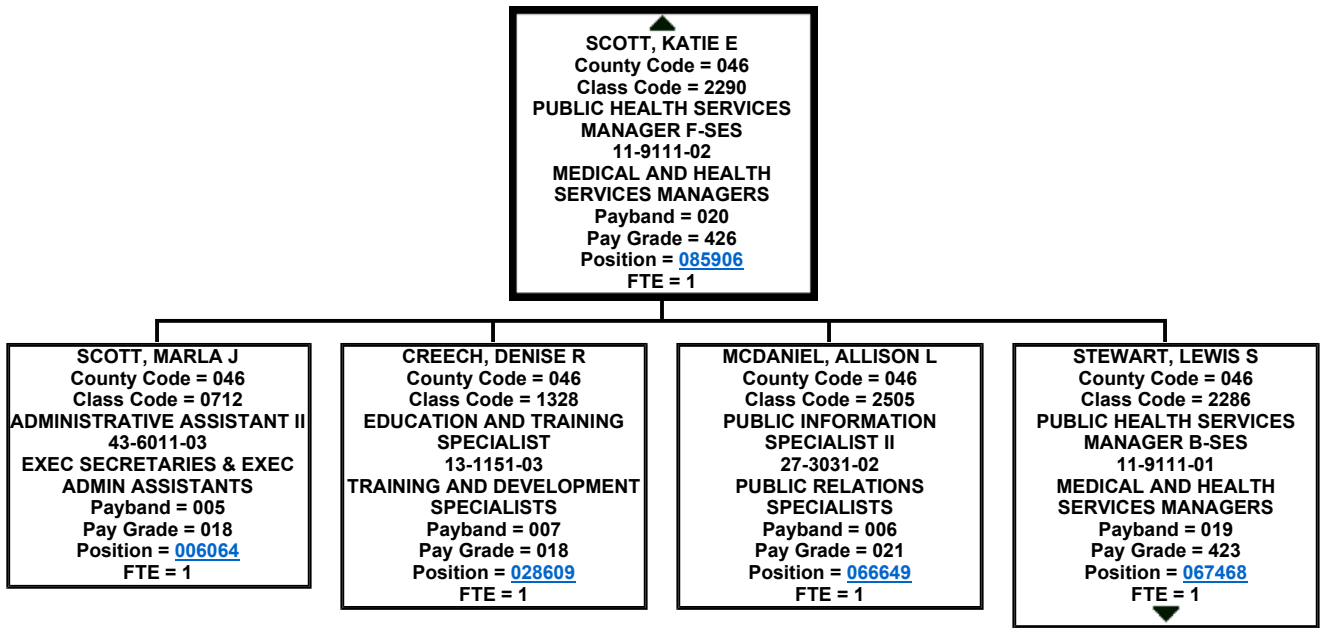 SCOTT, KATIE E
County Code = 046
Class Code = 2290
PUBLIC HEALTH SERVICES
MANAGER F-SES
11-9111-02
MEDICAL AND HEALTH
SERVICES MANAGERS
Payband = 020
Pay Grade = 426
Position = 085906
FTE = 1
SCOTT, MARLA J
County Code = 046
Class Code = 0712
ADMINISTRATIVE ASSISTANT II
43-6011-03
EXEC SECRETARIES & EXEC
ADMIN ASSISTANTS
Payband = 005
Pay Grade = 018
Position = 006064
FTE = 1
CREECH, DENISE R
County Code = 046
Class Code = 1328
EDUCATION AND TRAINING
SPECIALIST
13-1151-03
TRAINING AND DEVELOPMENT
SPECIALISTS
Payband = 007
Pay Grade = 018
Position = 028609
FTE = 1
MCDANIEL, ALLISON L
County Code = 046
Class Code = 2505
PUBLIC INFORMATION
SPECIALIST II
27-3031-02
PUBLIC RELATIONS
SPECIALISTS
Payband = 006
Pay Grade = 021
Position = 066649
FTE = 1
STEWART, LEWIS S
County Code = 046
Class Code = 2286
PUBLIC HEALTH SERVICES
MANAGER B-SES
11-9111-01
MEDICAL AND HEALTH
SERVICES MANAGERS
Payband = 019
Pay Grade = 423
Position = 067468
FTE = 1